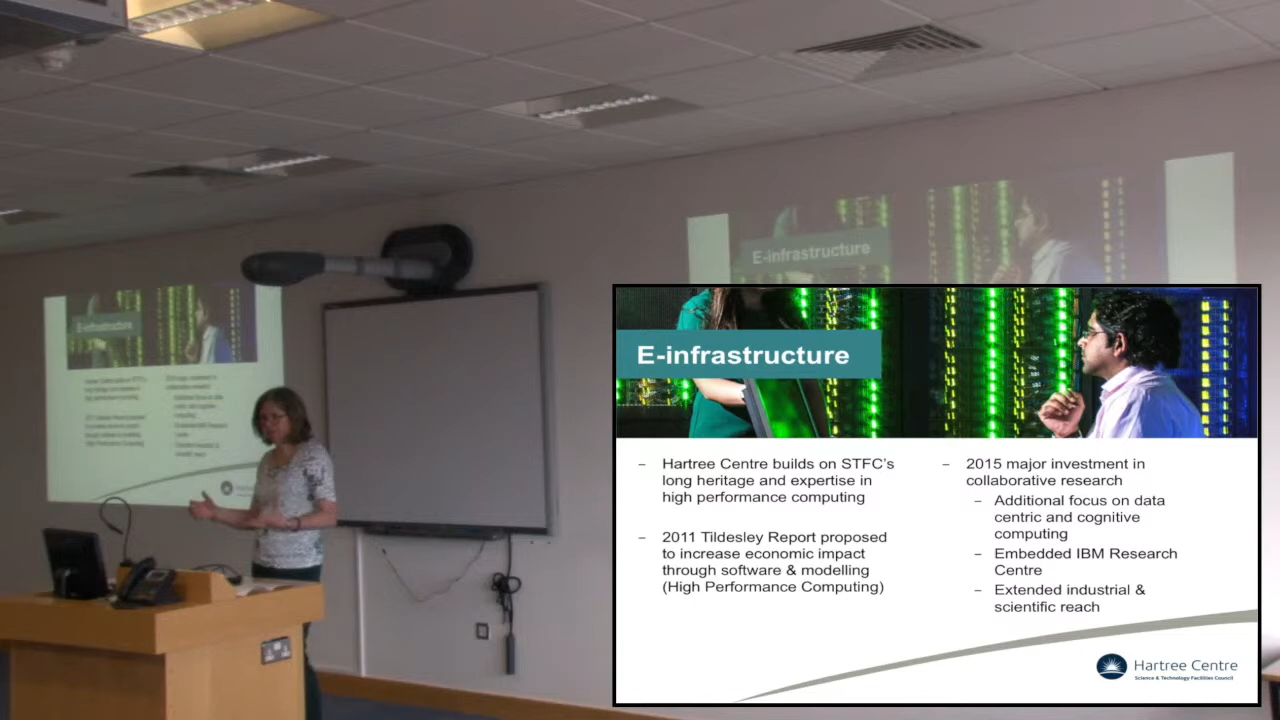 E-infrastructure
E-infrastructure
E-infrastructure
– Hartree Centre builds on STFC's
long heritage and expertise in
high performance computing
– 2011 Tildesley Report proposed
to increase economic impact
through software & modelling
(High Performance Computing)
– 2015 major investment in
collaborative research
– Additional focus on data
centric and cognitive
computing
– Embedded IBM Research
Centre
– Extended industrial &
scientific reach
Hartree Centre
Science & Technology Facilities Council